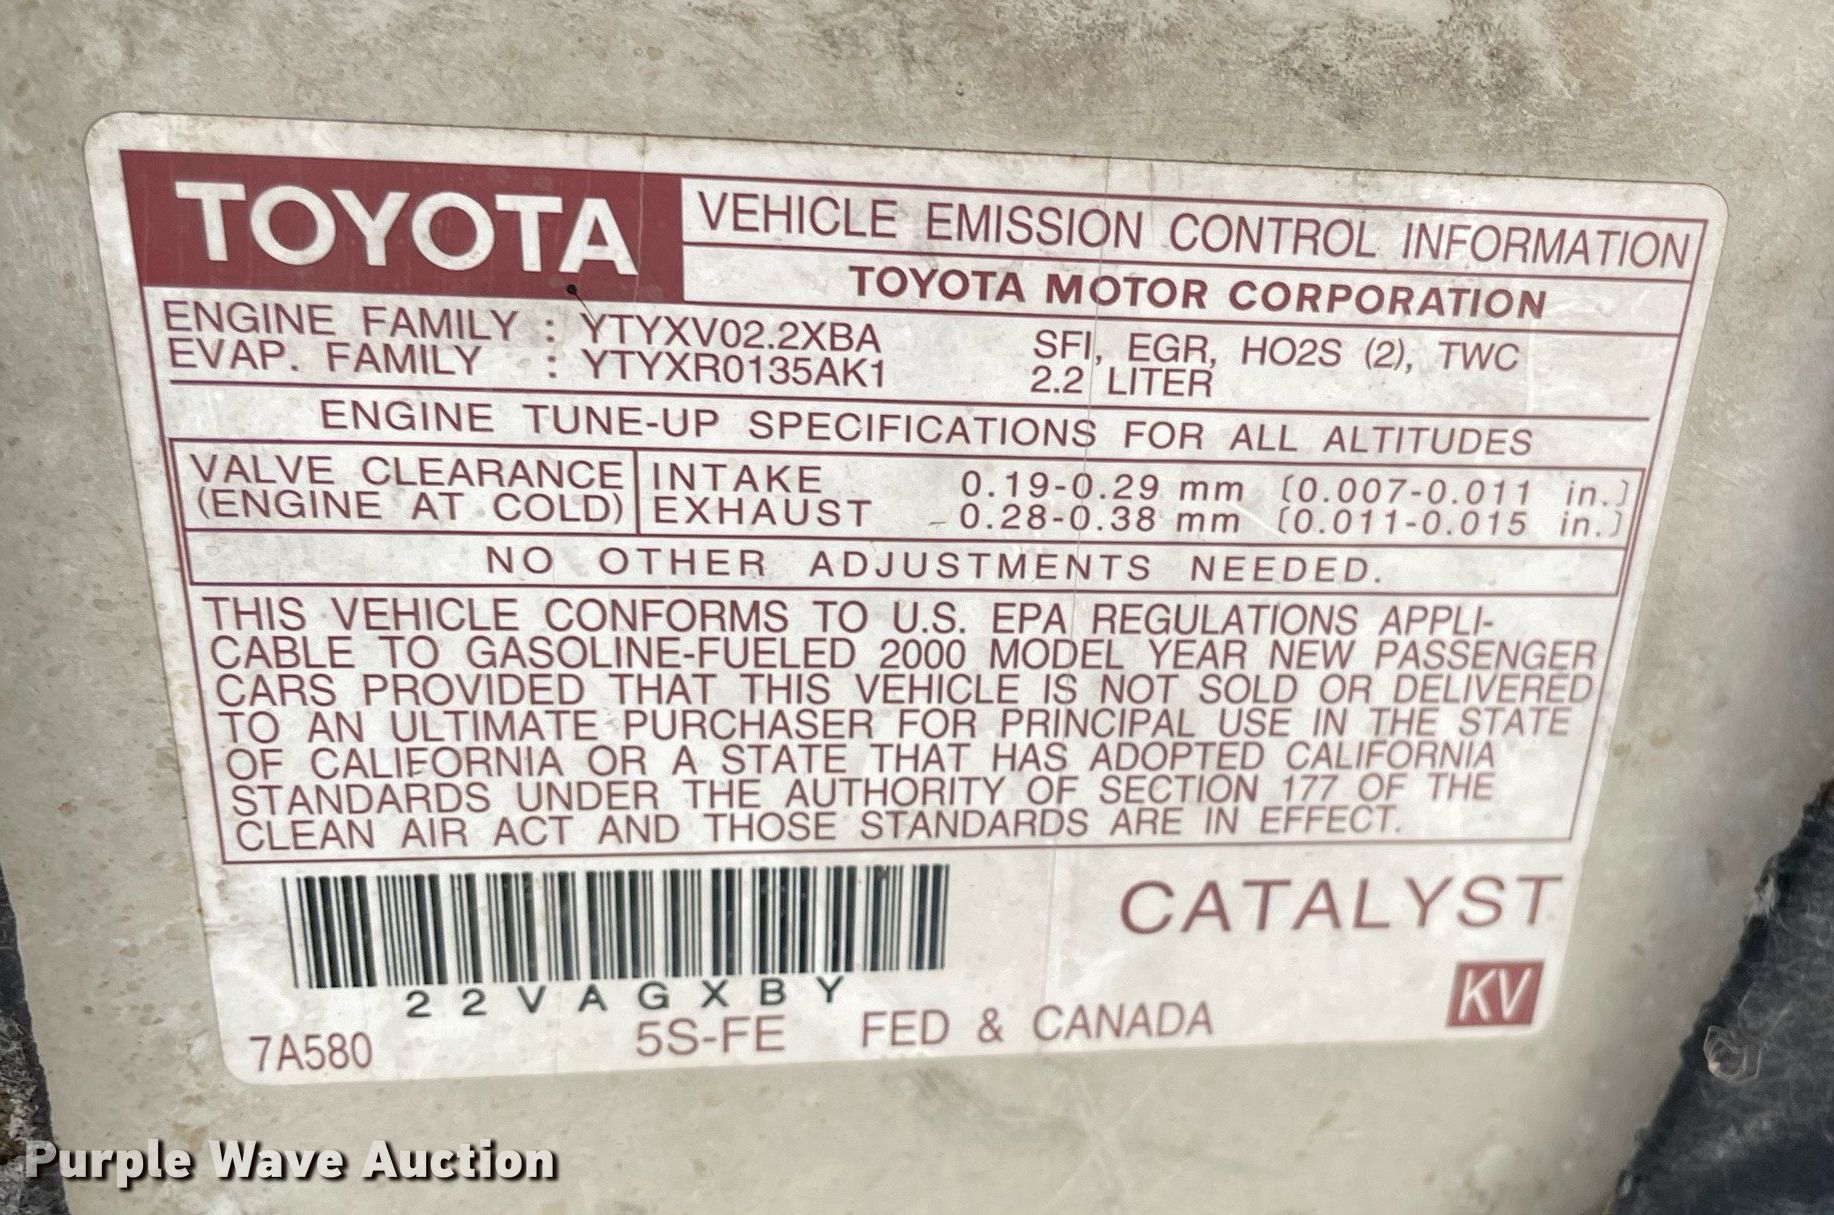 TOYOTA
VEHICLE EMISSION CONTROL INFORMATION
TOYOTA MOTOR CORPORATION
ENGINE FAMILY : YTYXV02.2XBA
EVAP. FAMILY : YTYXR0135AK1
SFI, EGR, HO2S (2), TWC
2.2 LITER
ENGINE TUNE-UP SPECIFICATIONS FOR ALL ALTITUDES
VALVE CLEARANCE
(ENGINE AT COLD)
INTAKE 0.19-0.29 mm (0.007-0.011 in.)
EXHAUST 0.28-0.38 mm (0.011-0.015 in.)
NO OTHER ADJUSTMENTS NEEDED.
THIS VEHICLE CONFORMS TO U.S. EPA REGULATIONS APPLI-
CABLE TO GASOLINE-FUELED 2000 MODEL YEAR NEW PASSENGER
CARS PROVIDED THAT THIS VEHICLE IS NOT SOLD OR DELIVERED
TO AN ULTIMATE PURCHASER FOR PRINCIPAL USE IN THE STATE
OF CALIFORNIA OR A STATE THAT HAS ADOPTED CALIFORNIA
STANDARDS UNDER THE AUTHORITY OF SECTION 177 OF THE
CLEAN AIR ACT AND THOSE STANDARDS ARE IN EFFECT.
CATALYST
22VAGXBY
KV
7A580 5S-FE FED & CANADA
Purple Wave Auction